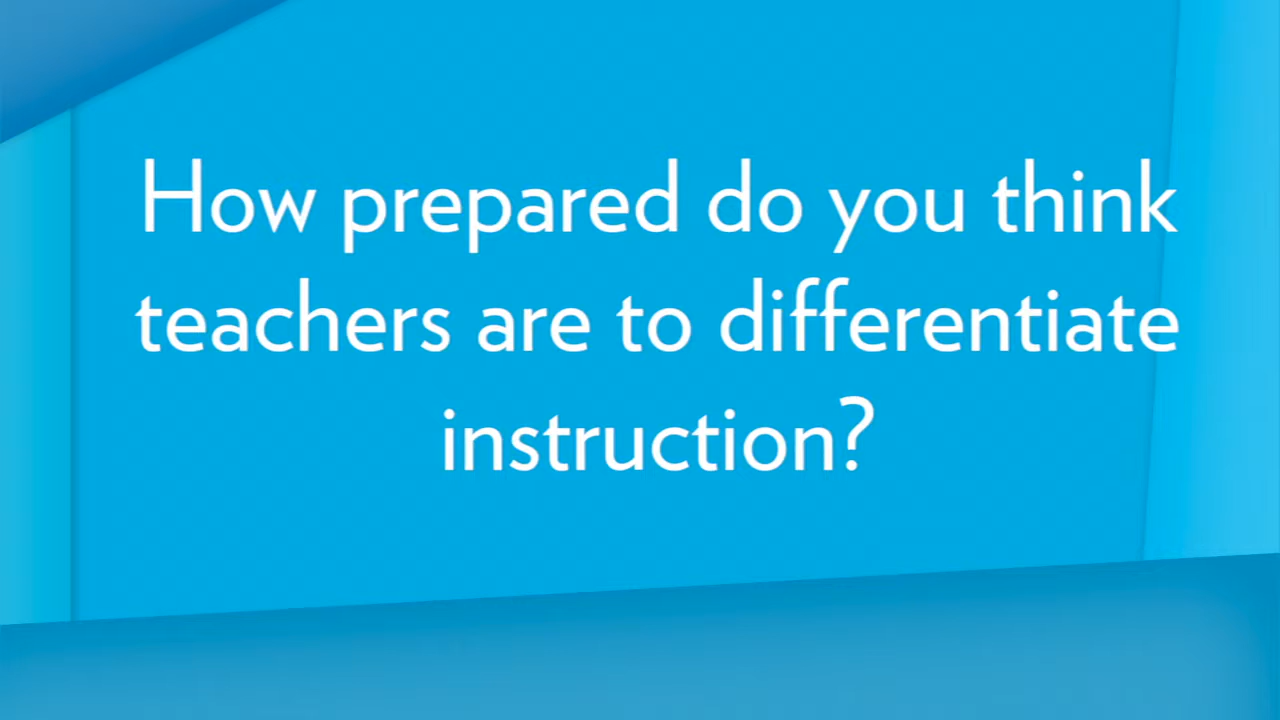 How prepared do you think
teachers are to differentiate
instruction?